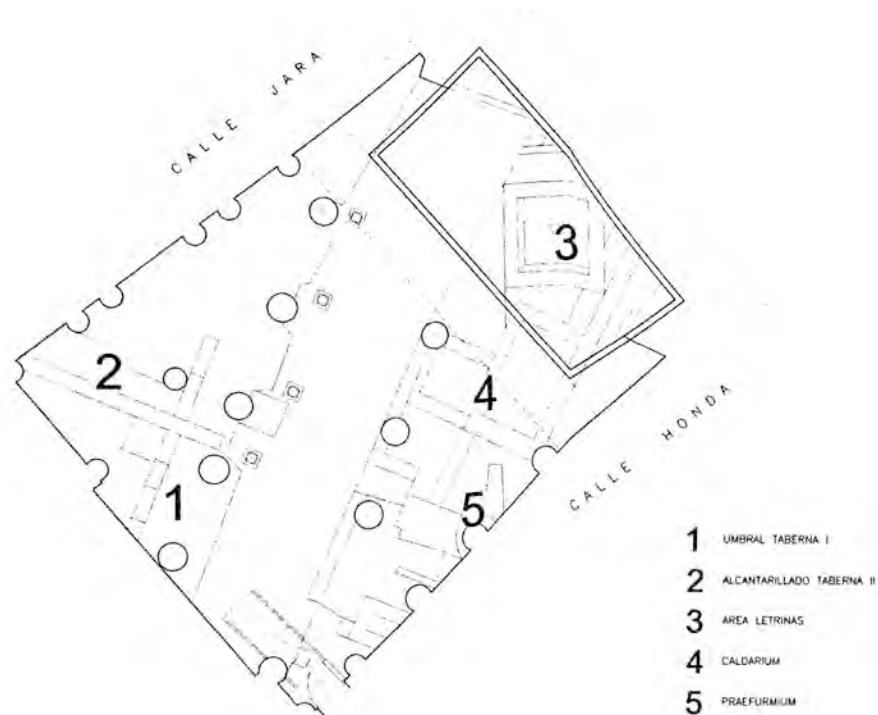 CALLE JARA
3
2
4
1
5
CALLE HONDA
1 UMBRAL TABERNA I
2 ALCANTARILLADO TABERNA II
3 AREA LETRINAS
4 CALDARIUM
5 PRAEFURMIUM